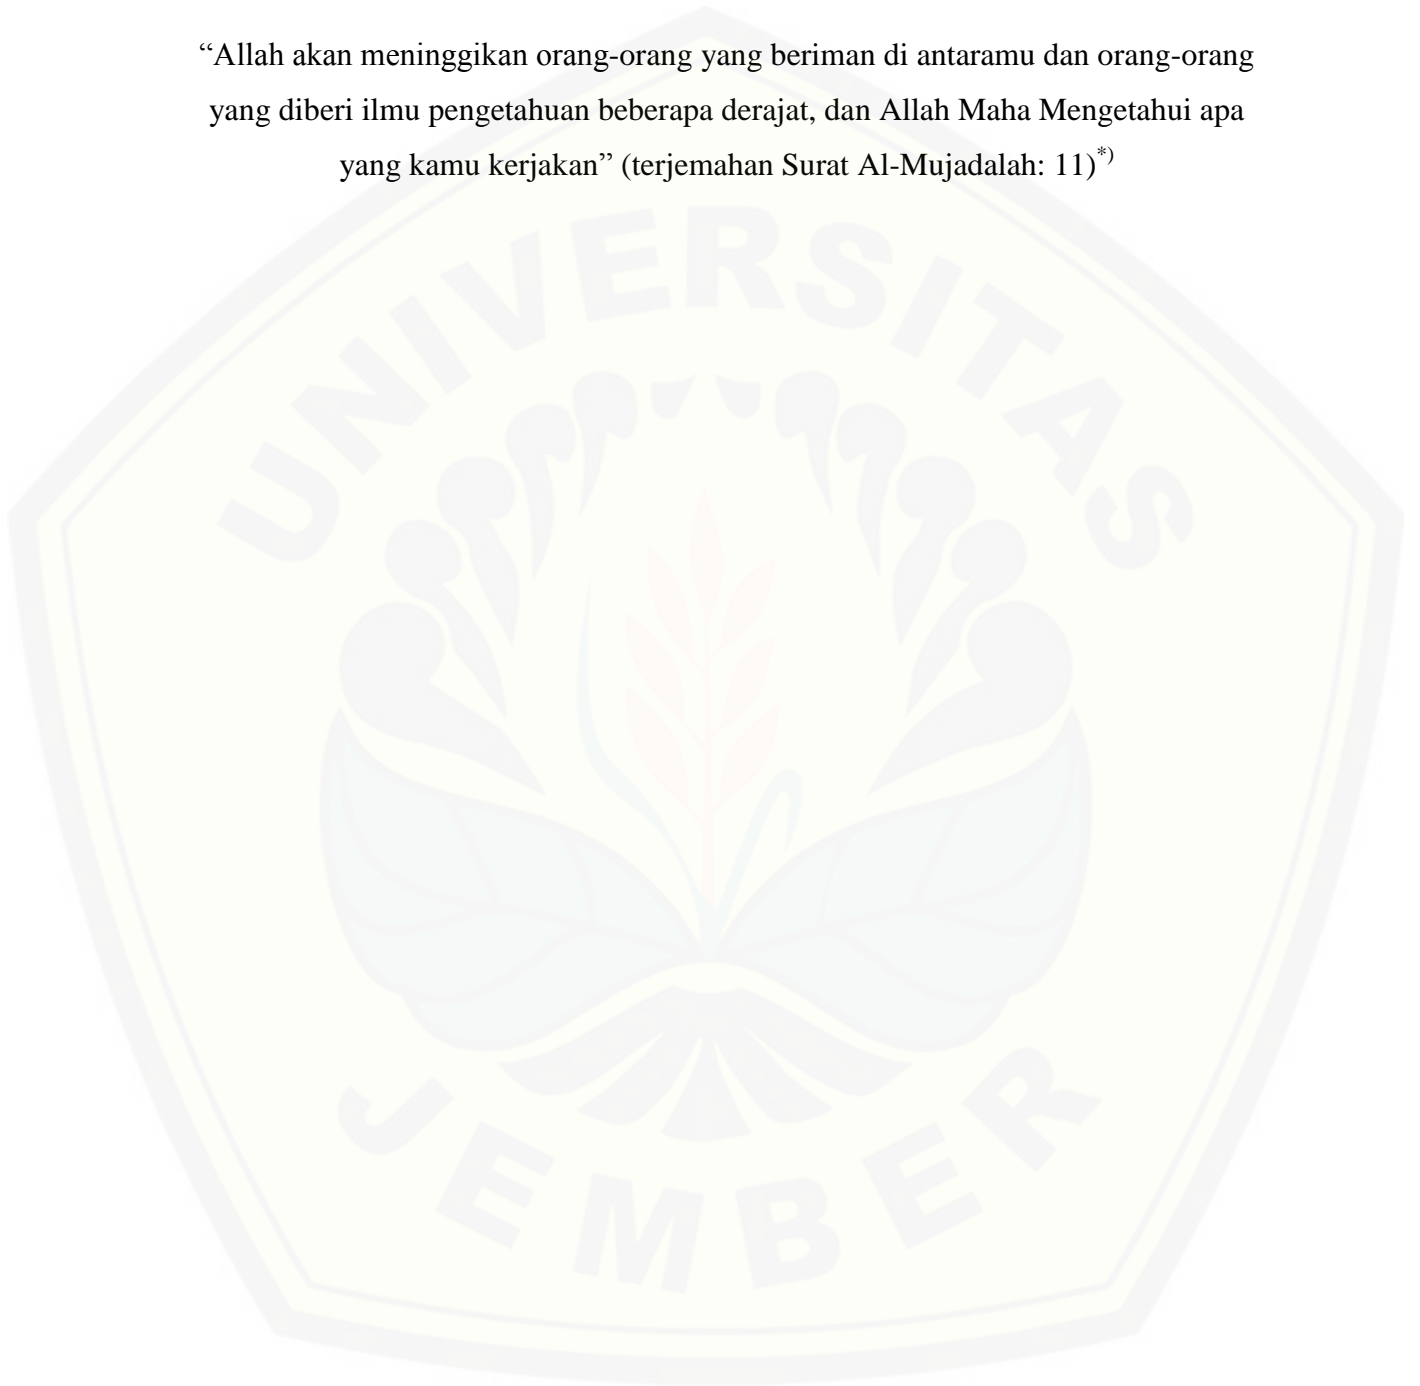 “Allah akan meninggikan orang-orang yang beriman di antaramu dan orang-orang
yang diberi ilmu pengetahuan beberapa derajat, dan Allah Maha Mengetahui apa
yang kamu kerjakan” (terjemahan Surat Al-Mujadalah: 11)*)
UNIVERSITAS
JEMBER